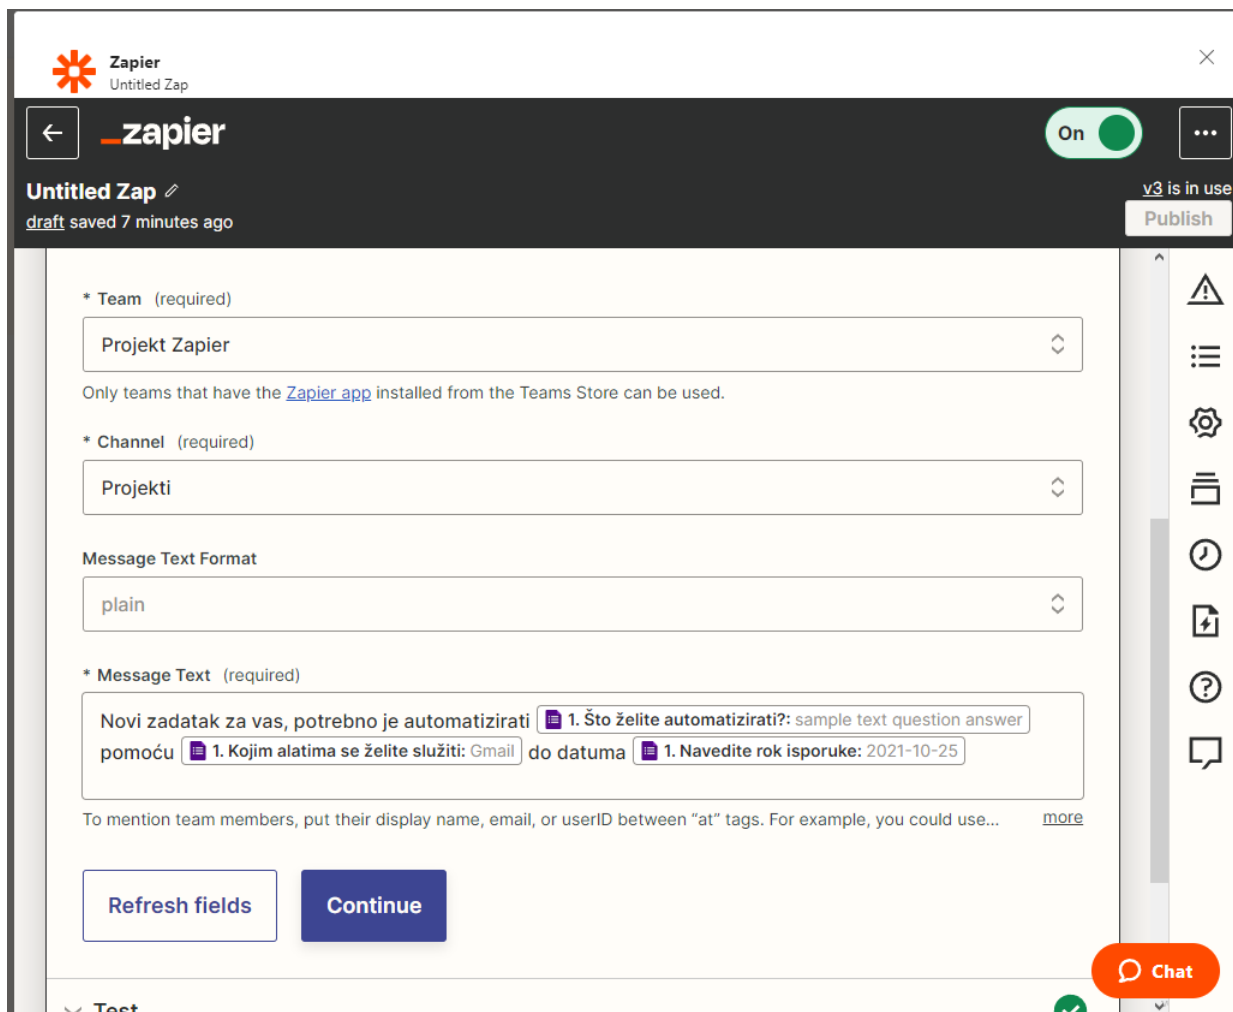 Zapier
Untitled Zap
zapier
On
Untitled Zap
draft saved 7 minutes ago
v3 is in use
Publish
* Team (required)
Projekt Zapier
Only teams that have the Zapier app installed from the Teams Store can be used.
* Channel (required)
Projekti
Message Text Format
plain
* Message Text (required)
Novi zadatak za vas, potrebno je automatizirati 1. Što želite automatizirati?: sample text question answer
pomoću 1. Kojim alatima se želite služiti: Gmail do datuma 1. Navedite rok isporuke: 2021-10-25
To mention team members, put their display name, email, or userID between “at” tags. For example, you could use... more
Refresh fields
Continue
Chat
Test